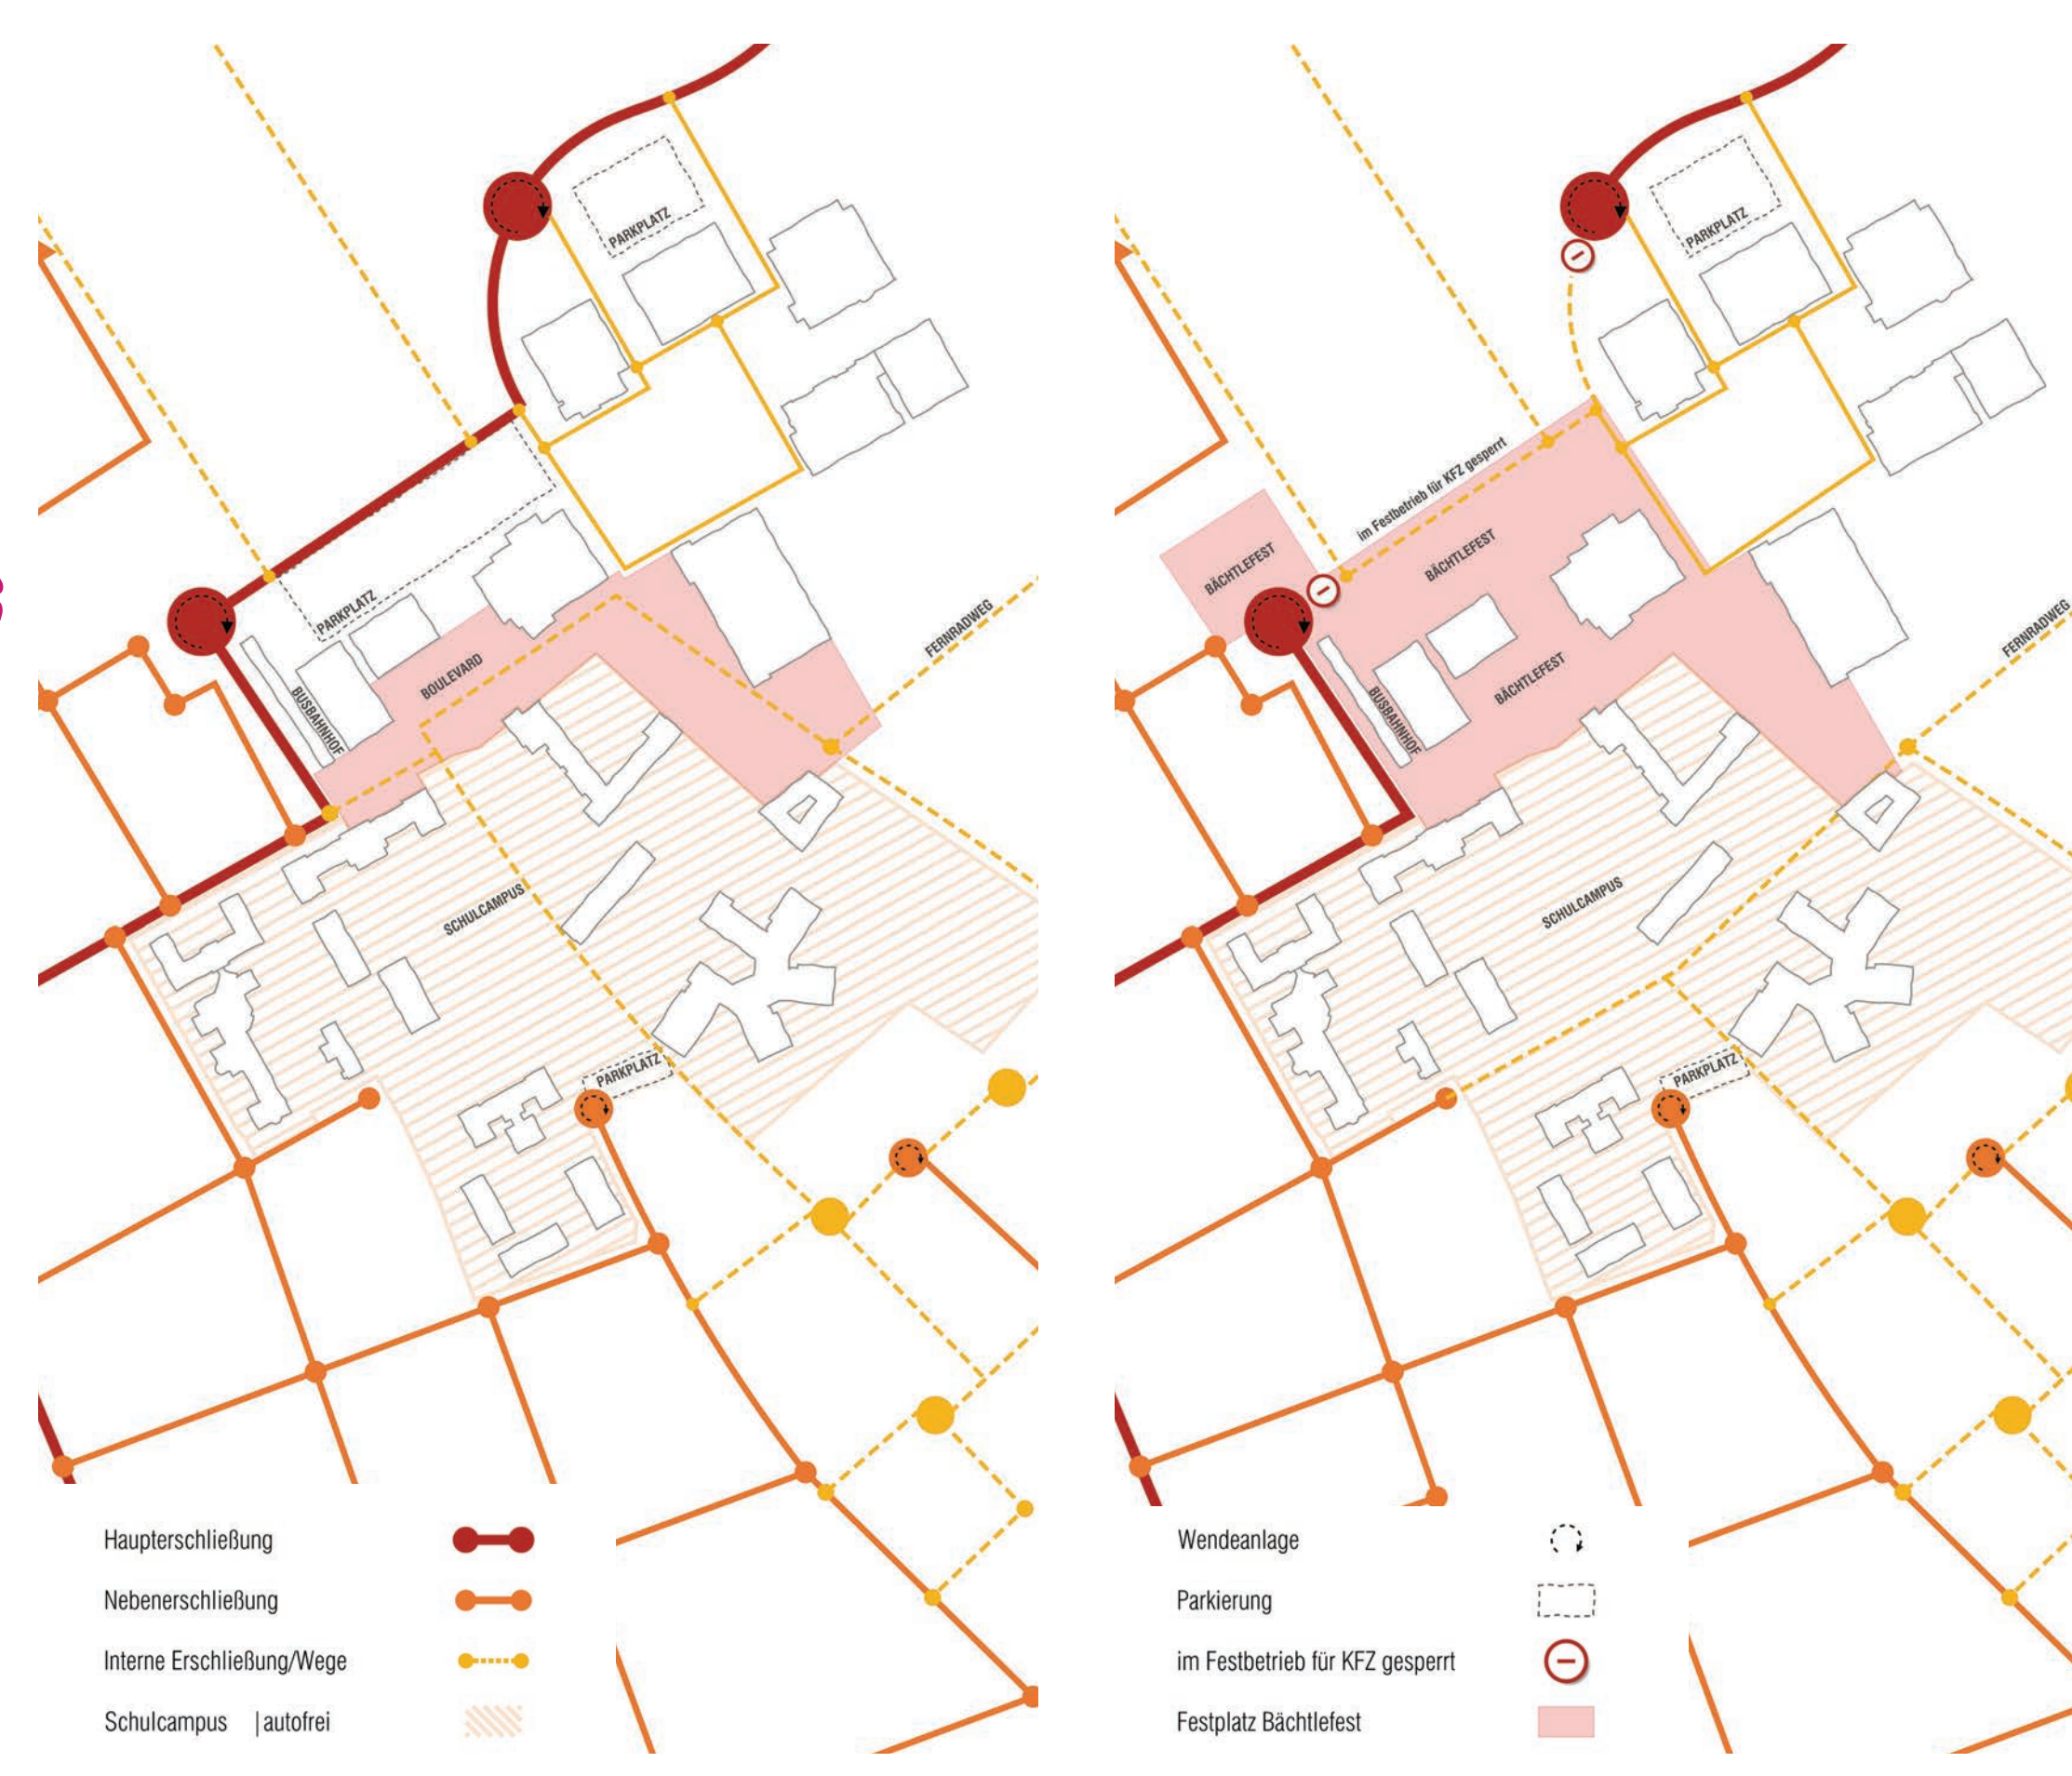 PARKPLATZ
PARKPLATZ
BUSBAHNHOF
BOULEVARD
FERNRADWEG
SCHULCAMPUS
PARKPLATZ
Haupterschließung
Nebenerschließung
Interne Erschließung/Wege
Schulcampus | autofrei
PARKPLATZ
im Festbetrieb für KFZ gesperrt
BÄCHTLEFEST
BÄCHTLEFEST
BÄCHTLEFEST
BUSBAHNHOF
FERNRADWEG
SCHULCAMPUS
PARKPLATZ
Wendeanlage
Parkierung
im Festbetrieb für KFZ gesperrt
Festplatz Bächtlefest